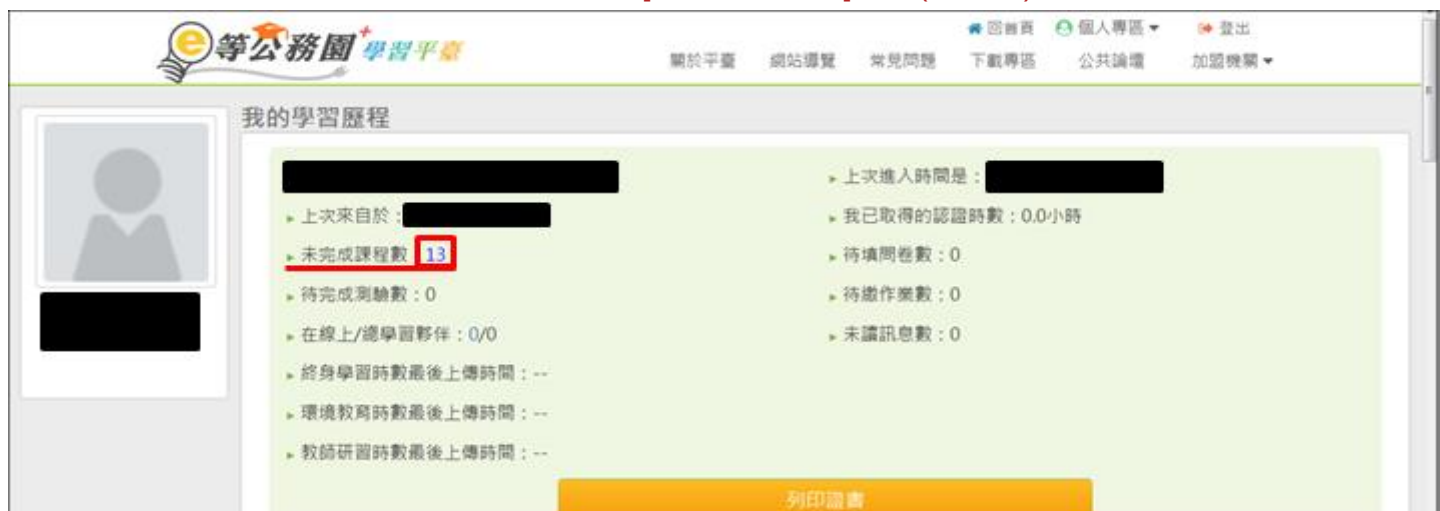 回首頁 個人專區 登出
e等公務園+學習平臺
關於平臺 網站導覽 常見問題 下載專區 公共論壇 加盟機關
我的學習歷程
上次進入時間是:
上次來自於: 我已取得的認證時數:0.0小時
未完成課程數 13 待填問卷數:0
待完成測驗數:0 待繳作業數:0
在線上/總學習夥伴:0/0 未讀訊息數:0
終身學習時數最後上傳時間:--
環境教育時數最後上傳時間:--
教師研習時數最後上傳時間:--
列印證書